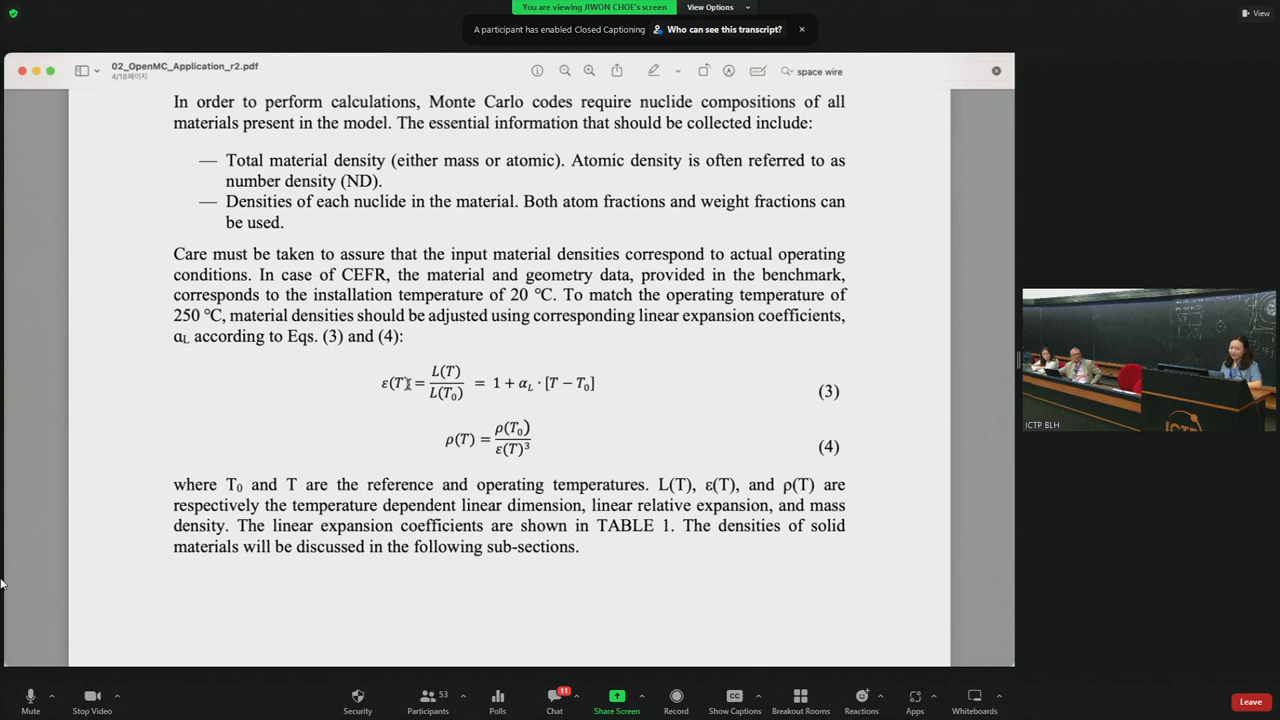 You are viewing JIWON CHOE's screen
View Options
View
A participant has enabled Closed Captioning
Who can see this transcript?
02_OpenMC_Application_r2.pdf
4/18페이지
space wire
In order to perform calculations, Monte Carlo codes require nuclide compositions of all
materials present in the model. The essential information that should be collected include:
— Total material density (either mass or atomic). Atomic density is often referred to as
number density (ND).
— Densities of each nuclide in the material. Both atom fractions and weight fractions can
be used.
Care must be taken to assure that the input material densities correspond to actual operating
conditions. In case of CEFR, the material and geometry data, provided in the benchmark,
corresponds to the installation temperature of 20 ℃. To match the operating temperature of
250 ℃, material densities should be adjusted using corresponding linear expansion coefficients,
αL according to Eqs. (3) and (4):
ε(T) = L(T)/L(T₀) = 1 + αL · [T − T₀] (3)
ρ(T) = ρ(T₀)/ε(T)³ (4)
where T₀ and T are the reference and operating temperatures. L(T), ε(T), and ρ(T) are
respectively the temperature dependent linear dimension, linear relative expansion, and mass
density. The linear expansion coefficients are shown in TABLE 1. The densities of solid
materials will be discussed in the following sub-sections.
ICTP
ICTP BLH
Mute
Stop Video
Security
Participants
53
Polls
Chat
11
Share Screen
Record
Show Captions
Breakout Rooms
Reactions
Apps
Whiteboards
Leave